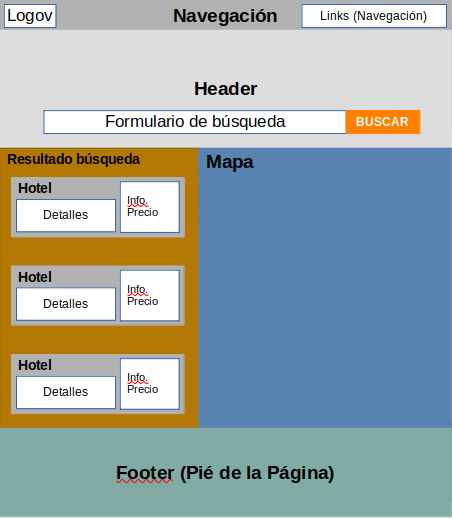 Logov
Navegación
Links (Navegación)
Header
Formulario de búsqueda
BUSCAR
Resultado búsqueda
Hotel
Detalles
Info.
Precio
Hotel
Detalles
Info.
Precio
Hotel
Detalles
Info.
Precio
Mapa
Footer (Pié de la Página)